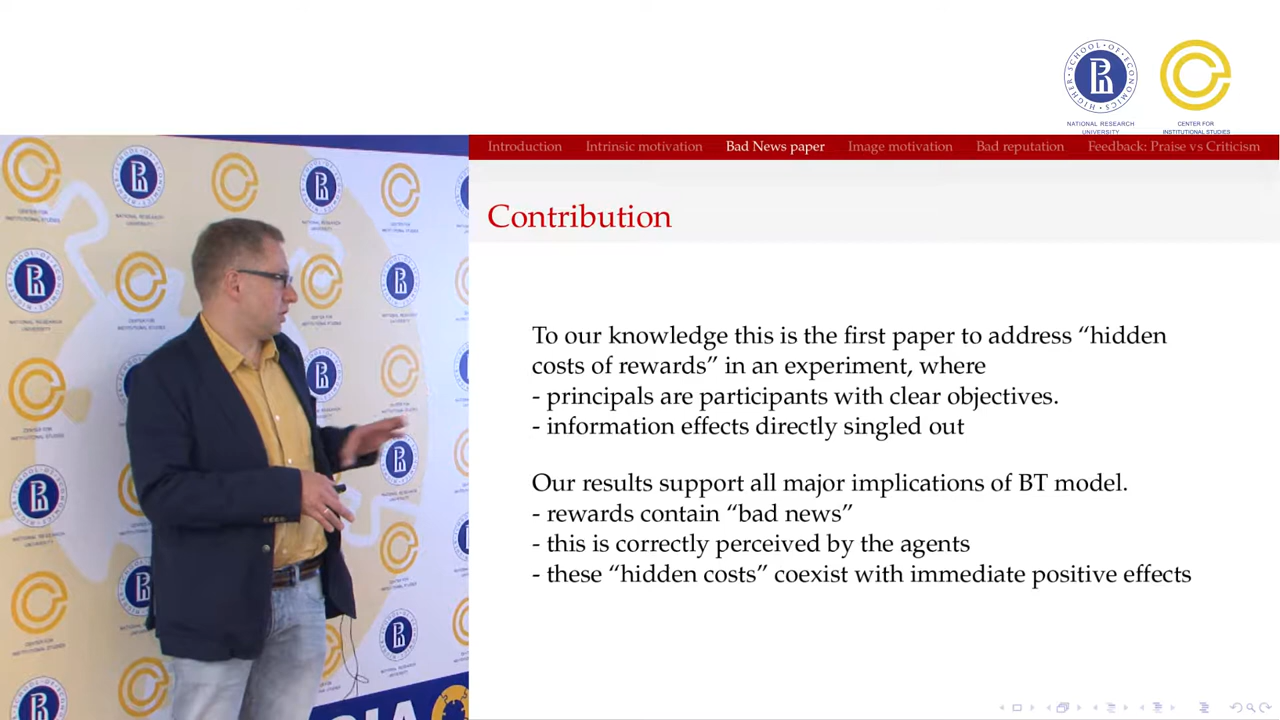 HIGHER SCHOOL OF ECONOMICS
NATIONAL RESEARCH
UNIVERSITY
CENTER FOR
INSTITUTIONAL STUDIES
Introduction Intrinsic motivation Bad News paper Image motivation Bad reputation Feedback: Praise vs Criticism
Contribution
To our knowledge this is the first paper to address “hidden
costs of rewards” in an experiment, where
- principals are participants with clear objectives.
- information effects directly singled out
Our results support all major implications of BT model.
- rewards contain “bad news”
- this is correctly perceived by the agents
- these “hidden costs” coexist with immediate positive effects